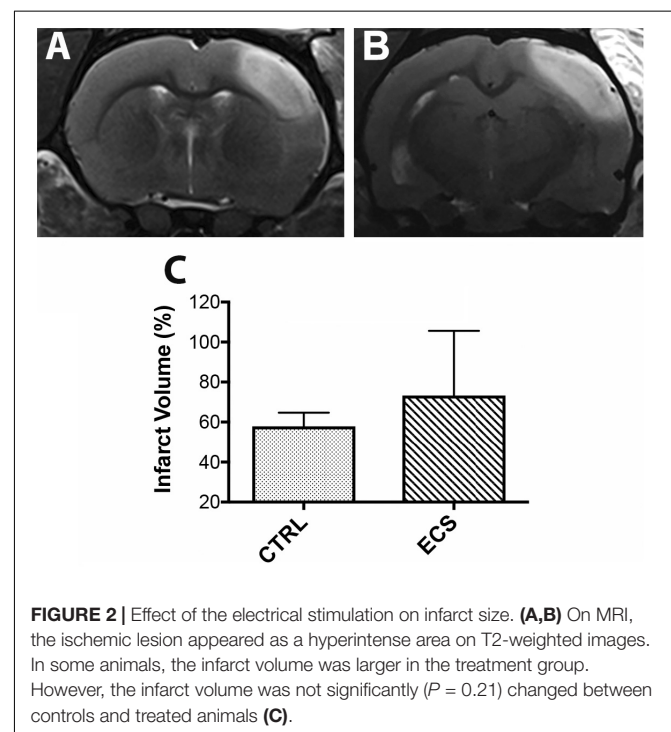 A
B
C
120
100
80
60
40
20
Infarct Volume (%)
CTRL
ECS
FIGURE 2 | Effect of the electrical stimulation on infarct size. (A,B) On MRI,
the ischemic lesion appeared as a hyperintense area on T2-weighted images.
In some animals, the infarct volume was larger in the treatment group.
However, the infarct volume was not significantly (P = 0.21) changed between
controls and treated animals (C).